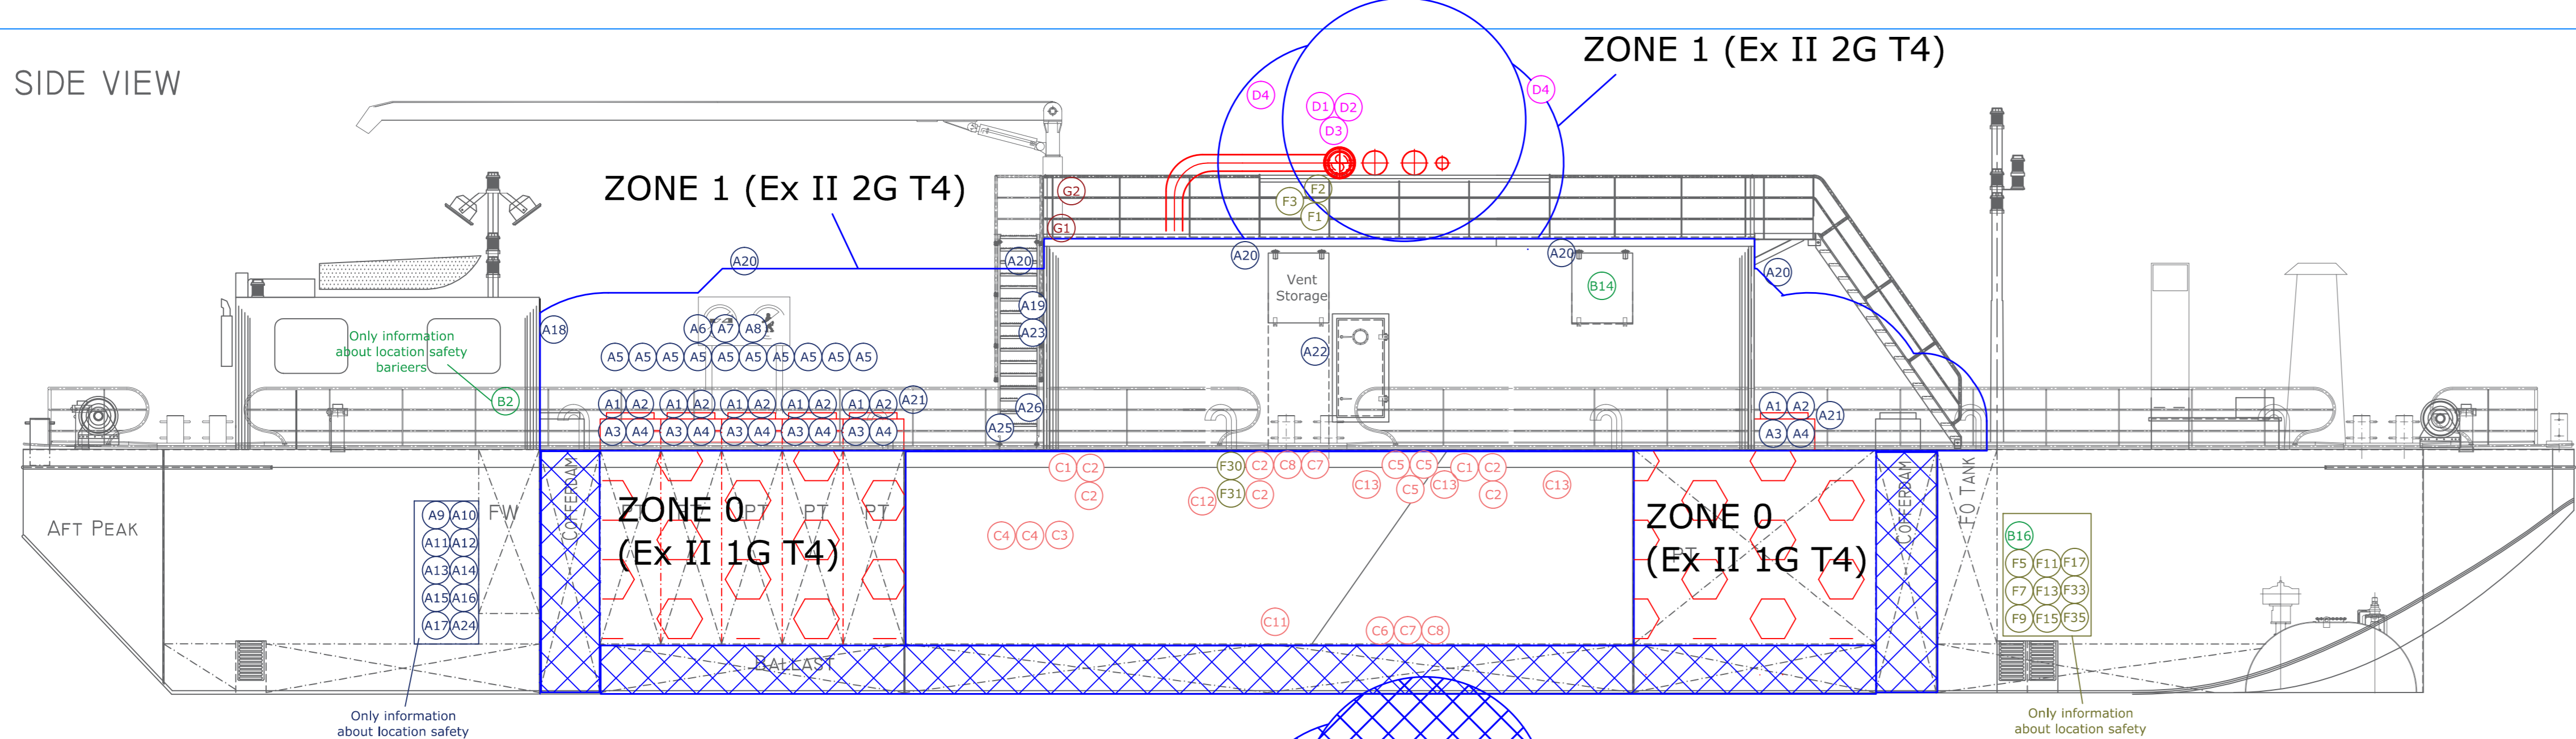 ZONE 1 (Ex II 2G T4)
SIDE VIEW
D4
D4
D1 D2
D3
ZONE 1 (Ex II 2G T4)
G2
F2
F3
F1
G1
A20
A20
A20
A20
A20
Vent
Storage
B14
A18
A19
A6 A7 A8
A23
Only information
about location safety
barieers
A5 A5 A5 A5 A5 A5 A5 A5 A5 A5
A22
B2
A1 A2 A1 A2 A1 A2 A1 A2 A1 A2 A21
A26
A1 A2
A21
A3 A4 A3 A4 A3 A4 A3 A4 A3 A4
A25
A3 A4
C1 C2
F30 C2 C8 C7
C5 C5
C1 C2
C2
F31 C2
C12
C13
C5
C13
C2
C13
COFFERDAM
COFFERDAM
FO TANK
AFT PEAK
A9 A10
FW
A11 A12
A13 A14
A15 A16
A17 A24
PT PT PT PT PT
ZONE 0
(Ex II 1G T4)
C4 C4 C3
PT
ZONE 0
(Ex II 1G T4)
B16
F5 F11 F17
F7 F13 F33
F9 F15 F35
C11
C6 C7 C8
BALLAST
Only information
about location safety
Only information
about location safety